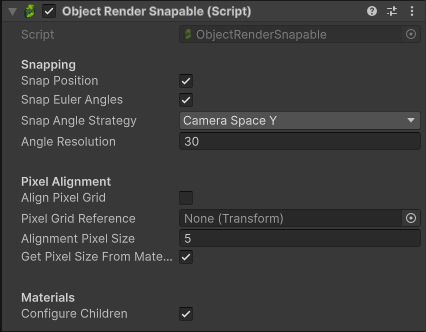 Object Render Snapable (Script)
Script ObjectRenderSnapable
Snapping
Snap Position
Snap Euler Angles
Snap Angle Strategy Camera Space Y
Angle Resolution 30
Pixel Alignment
Align Pixel Grid
Pixel Grid Reference None (Transform)
Alignment Pixel Size 5
Get Pixel Size From Mate...
Materials
Configure Children